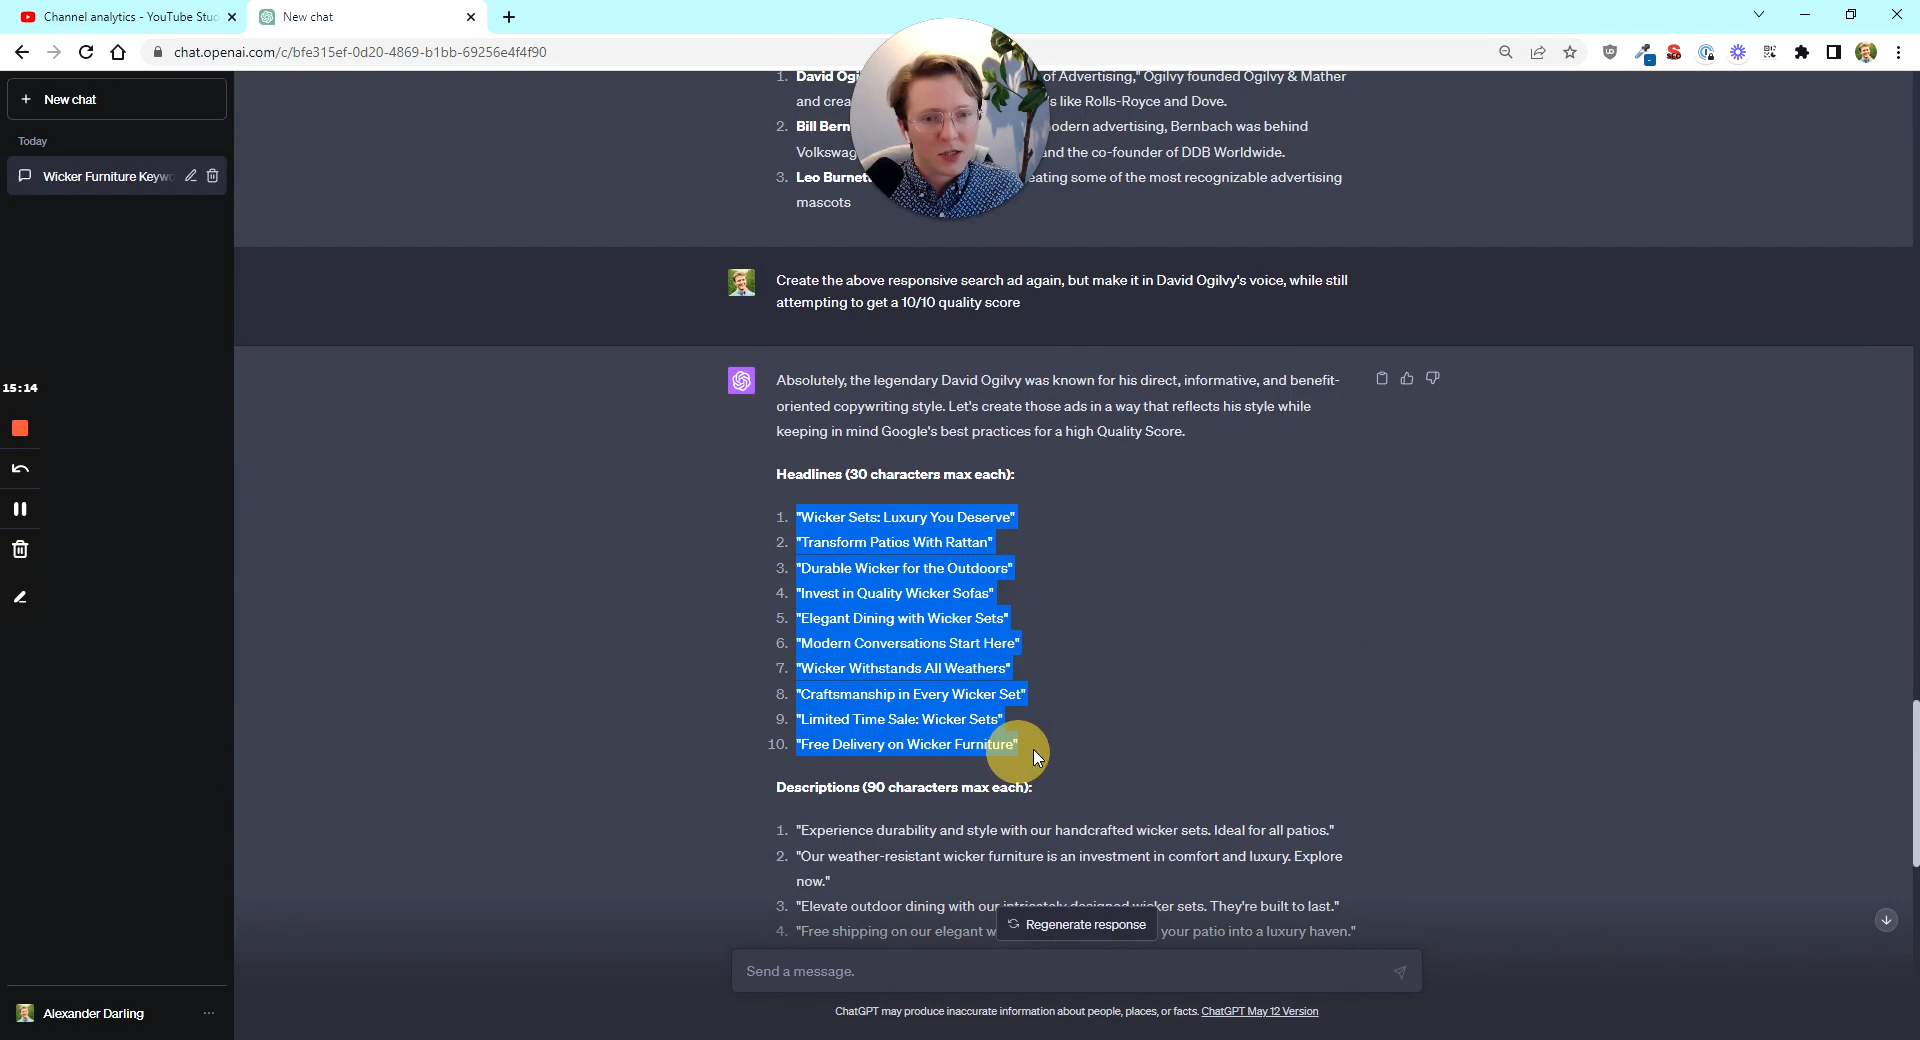 Channel analytics - YouTube Stu
New chat
chat.openai.com/c/bfe315ef-0d20-4869-b1bb-69256e4f4f90
New chat
Today
Wicker Furniture Keywo
15:14
1. David Ogi of Advertising," Ogilvy founded Ogilvy & Mather
and crea s like Rolls-Royce and Dove.
2. Bill Bern odern advertising, Bernbach was behind
Volkswag and the co-founder of DDB Worldwide.
3. Leo Burnet eating some of the most recognizable advertising
mascots
Create the above responsive search ad again, but make it in David Ogilvy's voice, while still
attempting to get a 10/10 quality score
Absolutely, the legendary David Ogilvy was known for his direct, informative, and benefit-
oriented copywriting style. Let's create those ads in a way that reflects his style while
keeping in mind Google's best practices for a high Quality Score.
Headlines (30 characters max each):
1. "Wicker Sets: Luxury You Deserve"
2. "Transform Patios With Rattan"
3. "Durable Wicker for the Outdoors"
4. "Invest in Quality Wicker Sofas"
5. "Elegant Dining with Wicker Sets"
6. "Modern Conversations Start Here"
7. "Wicker Withstands All Weathers"
8. "Craftsmanship in Every Wicker Set"
9. "Limited Time Sale: Wicker Sets"
10. "Free Delivery on Wicker Furniture"
Descriptions (90 characters max each):
1. "Experience durability and style with our handcrafted wicker sets. Ideal for all patios."
2. "Our weather-resistant wicker furniture is an investment in comfort and luxury. Explore
now."
3. "Elevate outdoor dining with our intricately designed wicker sets. They're built to last."
4. "Free shipping on our elegant w your patio into a luxury haven."
Regenerate response
Send a message.
ChatGPT may produce inaccurate information about people, places, or facts. ChatGPT May 12 Version
Alexander Darling